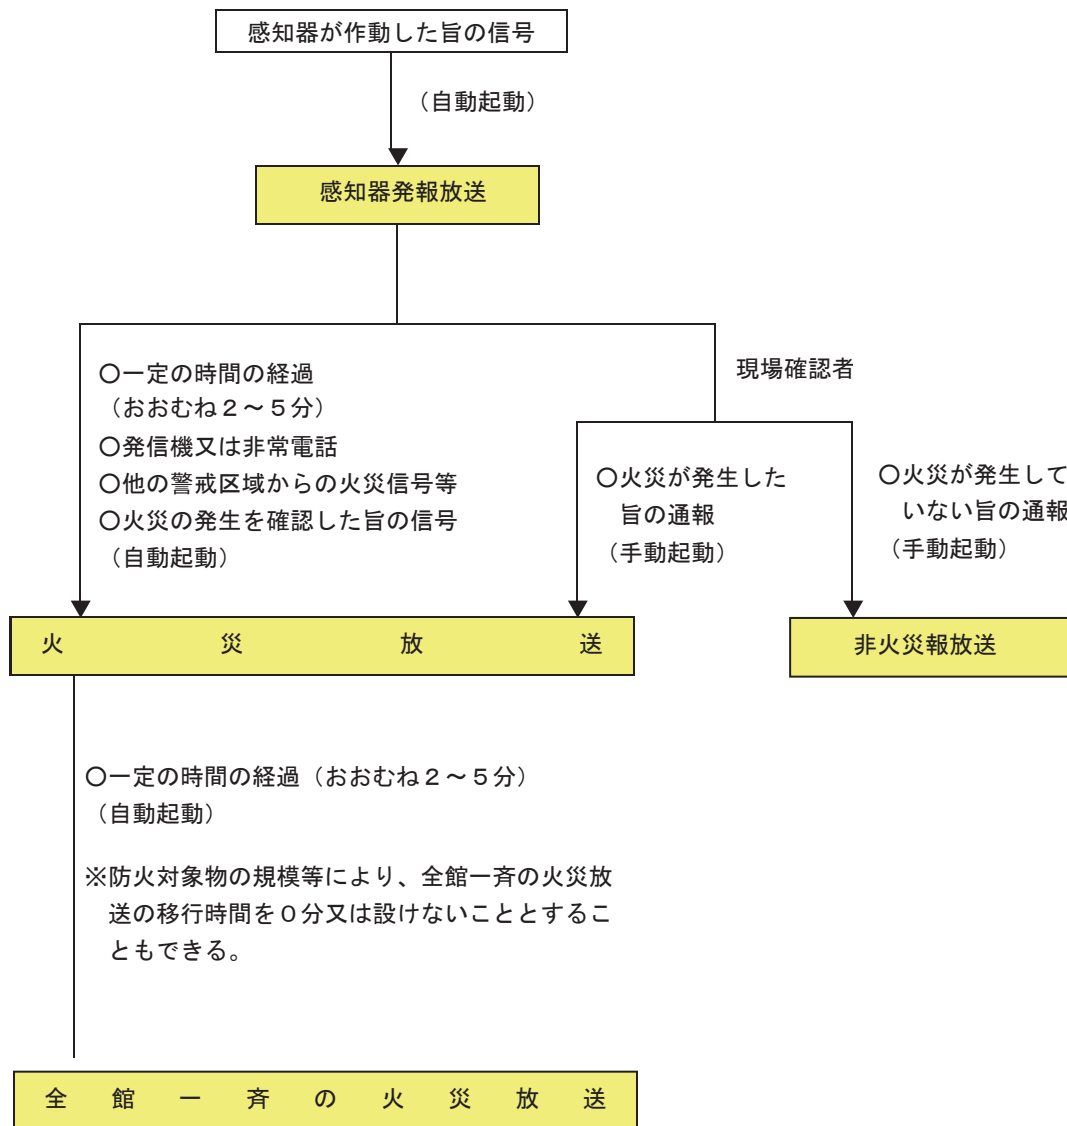 感知器が作動した旨の信号
（自動起動）
感知器発報放送
〇一定の時間の経過
（おおむね２～５分）
〇発信機又は非常電話
〇他の警戒区域からの火災信号等
〇火災の発生を確認した旨の信号
（自動起動）
現場確認者
〇火災が発生した
旨の通報
（手動起動）
〇火災が発生して
いない旨の通報
（手動起動）
火災放送
非火災報放送
〇一定の時間の経過（おおむね２～５分）
（自動起動）
※防火対象物の規模等により、全館一斉の火災放
送の移行時間を０分又は設けないこととするこ
ともできる。
全館一斉の火災放送